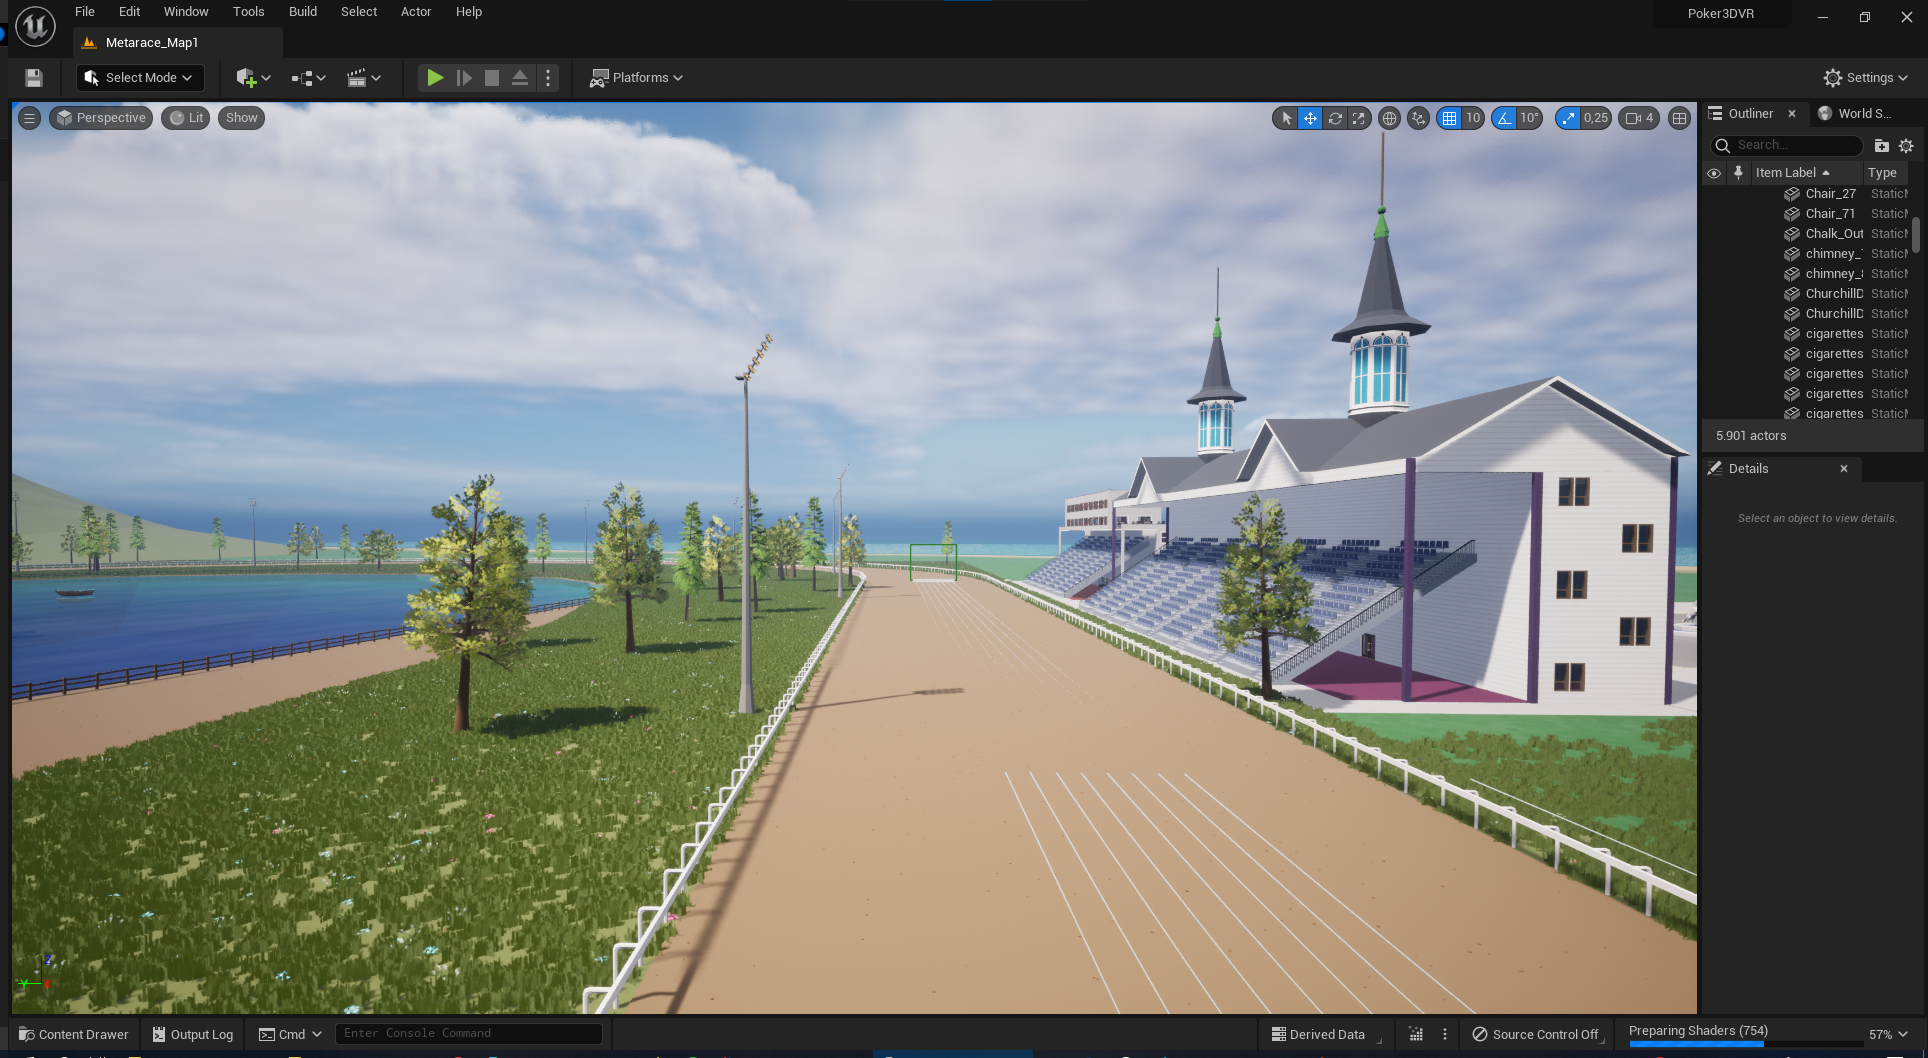 File Edit Window Tools Build Select Actor Help
Poker3DVR
Metarace_Map1
Select Mode
Platforms
Settings
Perspective
Lit
Show
10
10°
0,25
4
Outliner
World S...
Search...
Item Label
Type
Chair_27 Static
Chair_71 Static
Chalk_Out Static
chimney_ Static
chimney_ Static
Churchill Static
Churchill Static
cigarettes Static
cigarettes Static
cigarettes Static
cigarettes Static
cigarettes Static
5.901 actors
Details
Select an object to view details.
Z
Y
X
Content Drawer
Output Log
Cmd
Enter Console Command
Derived Data
Source Control Off
Preparing Shaders (754)
57%